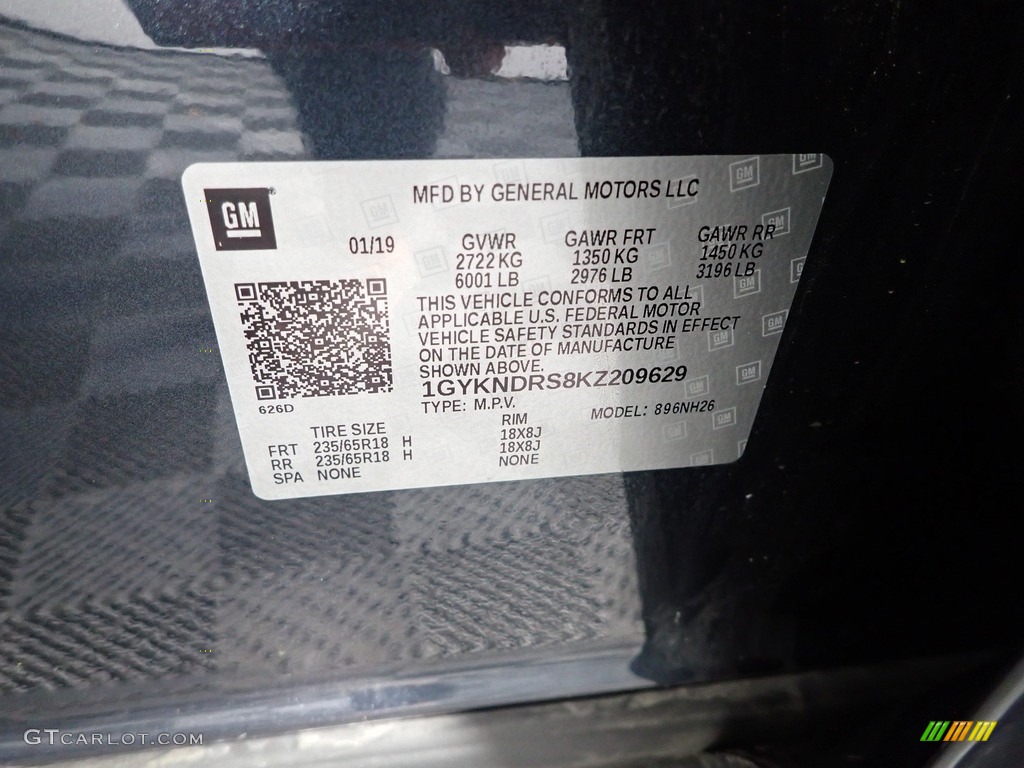 GM
MFD BY GENERAL MOTORS LLC
01/19
GVWR GAWR FRT GAWR RR
2722 KG 1350 KG 1450 KG
6001 LB 2976 LB 3196 LB
THIS VEHICLE CONFORMS TO ALL
APPLICABLE U.S. FEDERAL MOTOR
VEHICLE SAFETY STANDARDS IN EFFECT
ON THE DATE OF MANUFACTURE
SHOWN ABOVE.
1GYKNDRS8KZ209629
TYPE: M.P.V. MODEL: 896NH26
626D
TIRE SIZE RIM
FRT 235/65R18 H 18X8J
RR 235/65R18 H 18X8J
SPA NONE NONE
GTCARLOT.COM